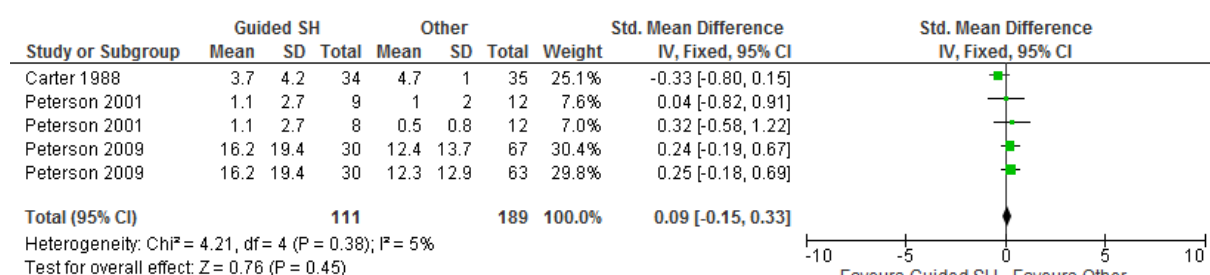 Guided SH Other Std. Mean Difference Std. Mean Difference
Study or Subgroup Mean SD Total Mean SD Total Weight IV, Fixed, 95% CI IV, Fixed, 95% CI
Carter 1988 3.7 4.2 34 4.7 1 35 25.1% -0.33 [-0.80, 0.15]
Peterson 2001 1.1 2.7 9 1 2 12 7.6% 0.04 [-0.82, 0.91]
Peterson 2001 1.1 2.7 8 0.5 0.8 12 7.0% 0.32 [-0.58, 1.22]
Peterson 2009 16.2 19.4 30 12.4 13.7 67 30.4% 0.24 [-0.19, 0.67]
Peterson 2009 16.2 19.4 30 12.3 12.9 63 29.8% 0.25 [-0.18, 0.69]
Total (95% CI) 111 189 100.0% 0.09 [-0.15, 0.33]
Heterogeneity: Chi² = 4.21, df = 4 (P = 0.38); I² = 5%
Test for overall effect: Z = 0.76 (P = 0.45)
-10 -5 0 5 10
Favours Guided SH Favours Other